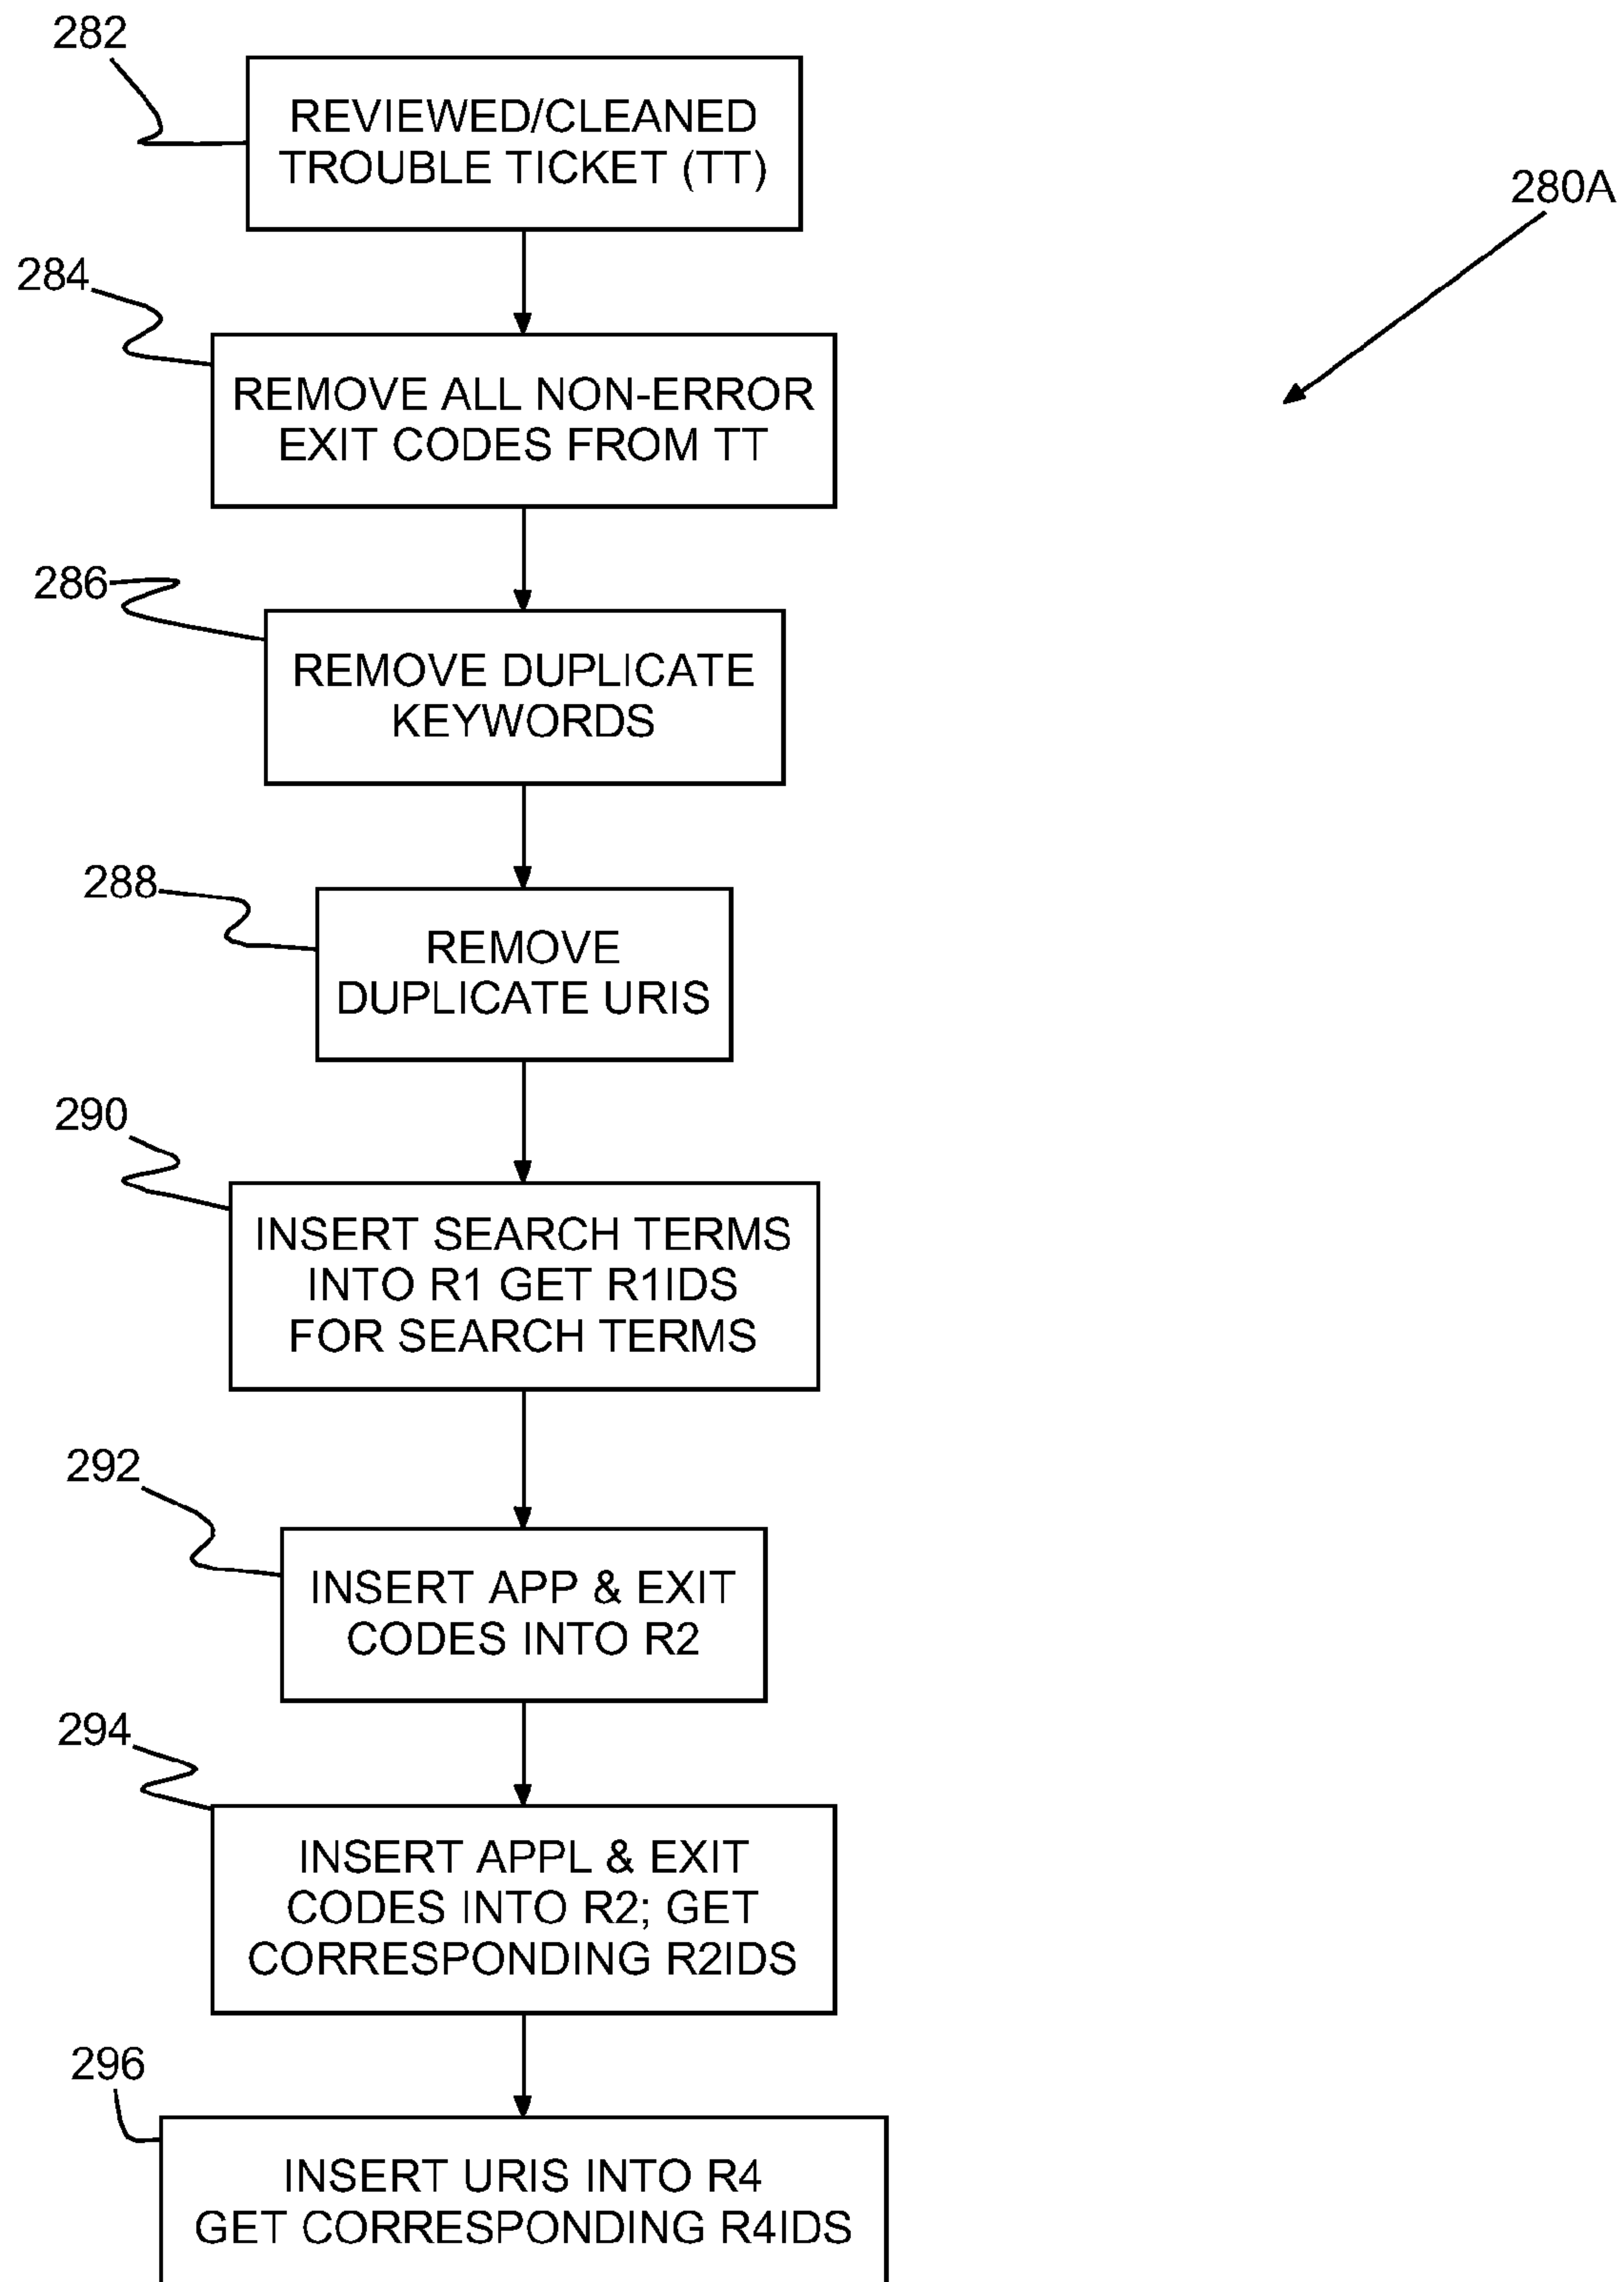 282
REVIEWED/CLEANED
TROUBLE TICKET (TT)
280A
284
REMOVE ALL NON-ERROR
EXIT CODES FROM TT
286
REMOVE DUPLICATE
KEYWORDS
288
REMOVE
DUPLICATE URIS
290
INSERT SEARCH TERMS
INTO R1 GET R1IDS
FOR SEARCH TERMS
292
INSERT APP & EXIT
CODES INTO R2
294
INSERT APPL & EXIT
CODES INTO R2; GET
CORRESPONDING R2IDS
296
INSERT URIS INTO R4
GET CORRESPONDING R4IDS